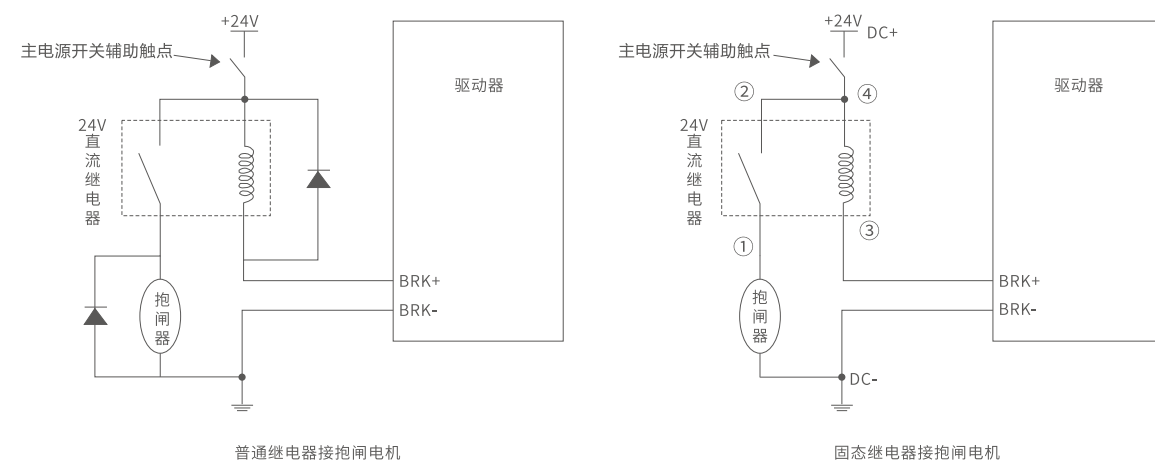 +24V
主电源开关辅助触点
驱动器
24V
直流继电器
BRK+
BRK-
抱闸器
普通继电器接抱闸电机
+24V
DC+
主电源开关辅助触点
驱动器
②
④
24V
直流继电器
③
①
BRK+
BRK-
抱闸器
DC-
固态继电器接抱闸电机